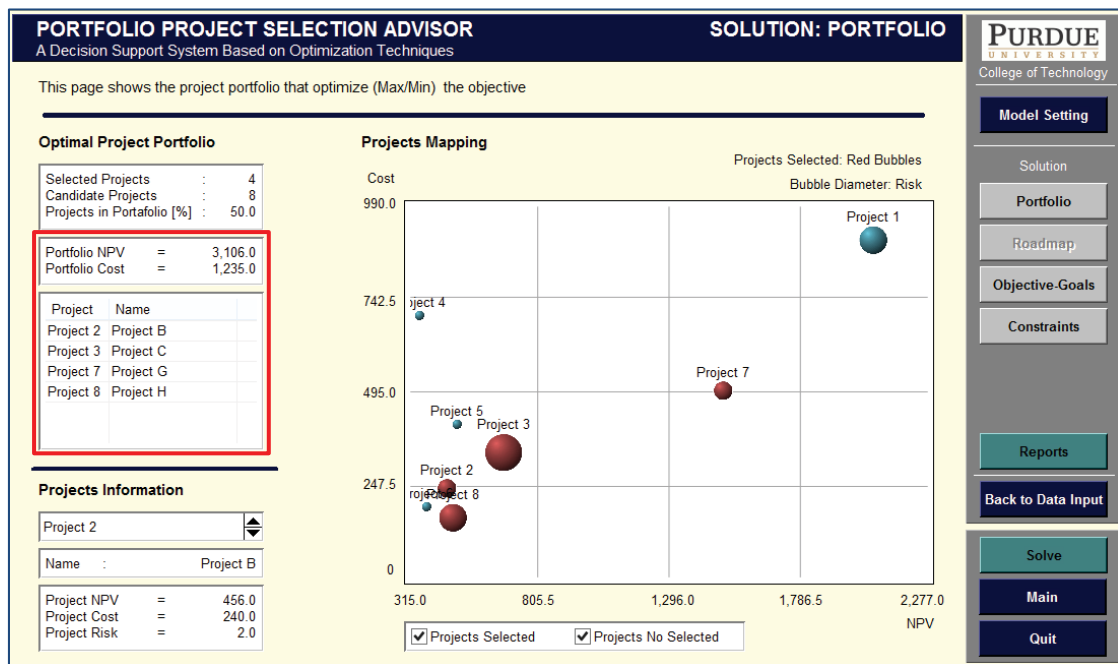 PORTFOLIO PROJECT SELECTION ADVISOR
SOLUTION: PORTFOLIO
A Decision Support System Based on Optimization Techniques
This page shows the project portfolio that optimize (Max/Min) the objective
Optimal Project Portfolio
Selected Projects : 4
Candidate Projects : 8
Projects in Portafolio [%] : 50.0
Portfolio NPV = 3,106.0
Portfolio Cost = 1,235.0
Project Name
Project 2 Project B
Project 3 Project C
Project 7 Project G
Project 8 Project H
Projects Information
Project 2
Name : Project B
Project NPV = 456.0
Project Cost = 240.0
Project Risk = 2.0
Projects Mapping
Projects Selected: Red Bubbles
Bubble Diameter: Risk
Cost
990.0
742.5
495.0
247.5
0
Project 1
ject 4
Project 7
Project 5
Project 3
Project 2
Project 8
315.0 805.5 1,296.0 1,786.5 2,277.0
NPV
Projects Selected Projects No Selected
PURDUE
UNIVERSITY
College of Technology
Model Setting
Solution
Portfolio
Roadmap
Objective-Goals
Constraints
Reports
Back to Data Input
Solve
Main
Quit